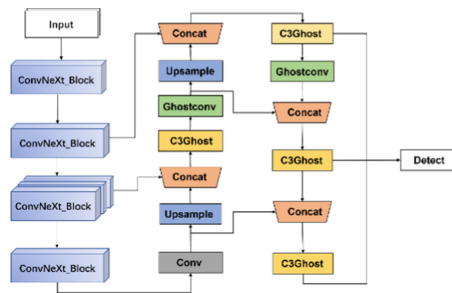 Input
ConvNeXt_Block
ConvNeXt_Block
ConvNeXt_Block
ConvNeXt_Block
Concat
Upsample
Ghostconv
C3Ghost
Concat
Upsample
Conv
C3Ghost
Ghostconv
Concat
C3Ghost
Concat
C3Ghost
Detect